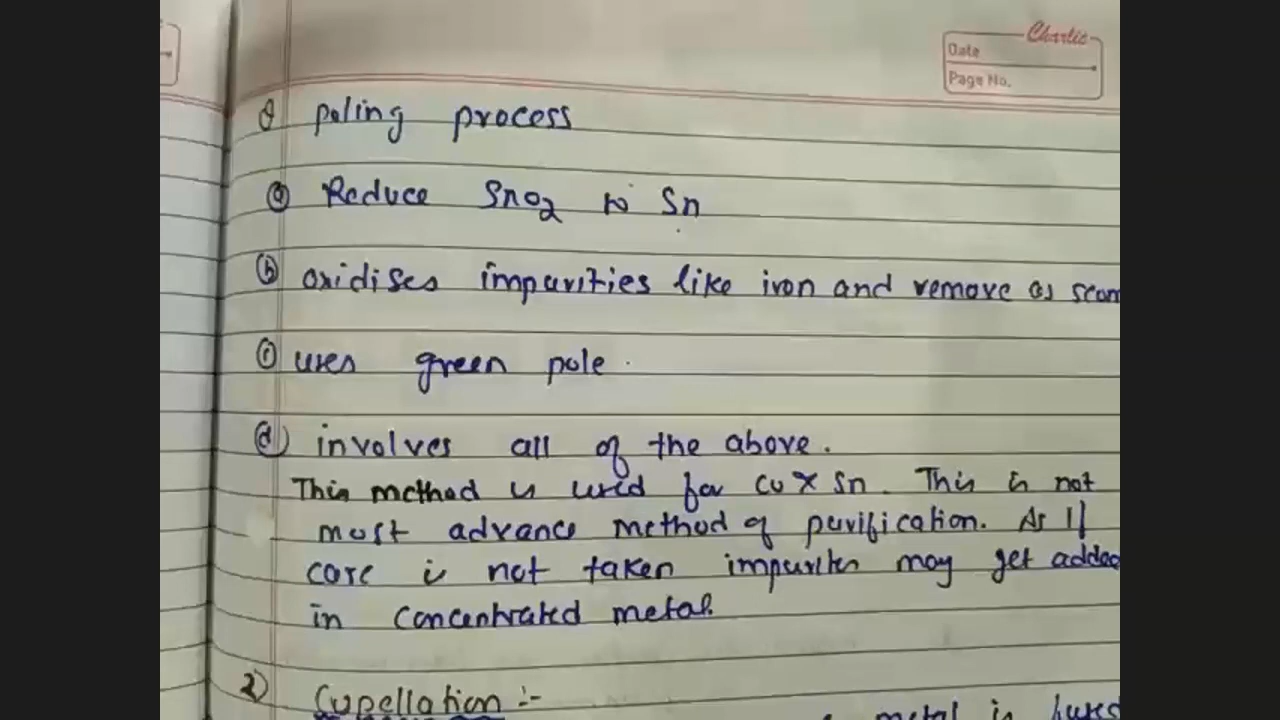 Charlie
Date
Page No.
poling process
(a) Reduce SnO2 to Sn
(b) oxidises impurities like iron and remove as scum
(c) uses green pole.
(d) involves all of the above.
This method is used for Cu & Sn. This is not
most advance method of purification. As if
care is not taken impurities may get added
in concentrated metal.
2) Cupellation :-
metal is